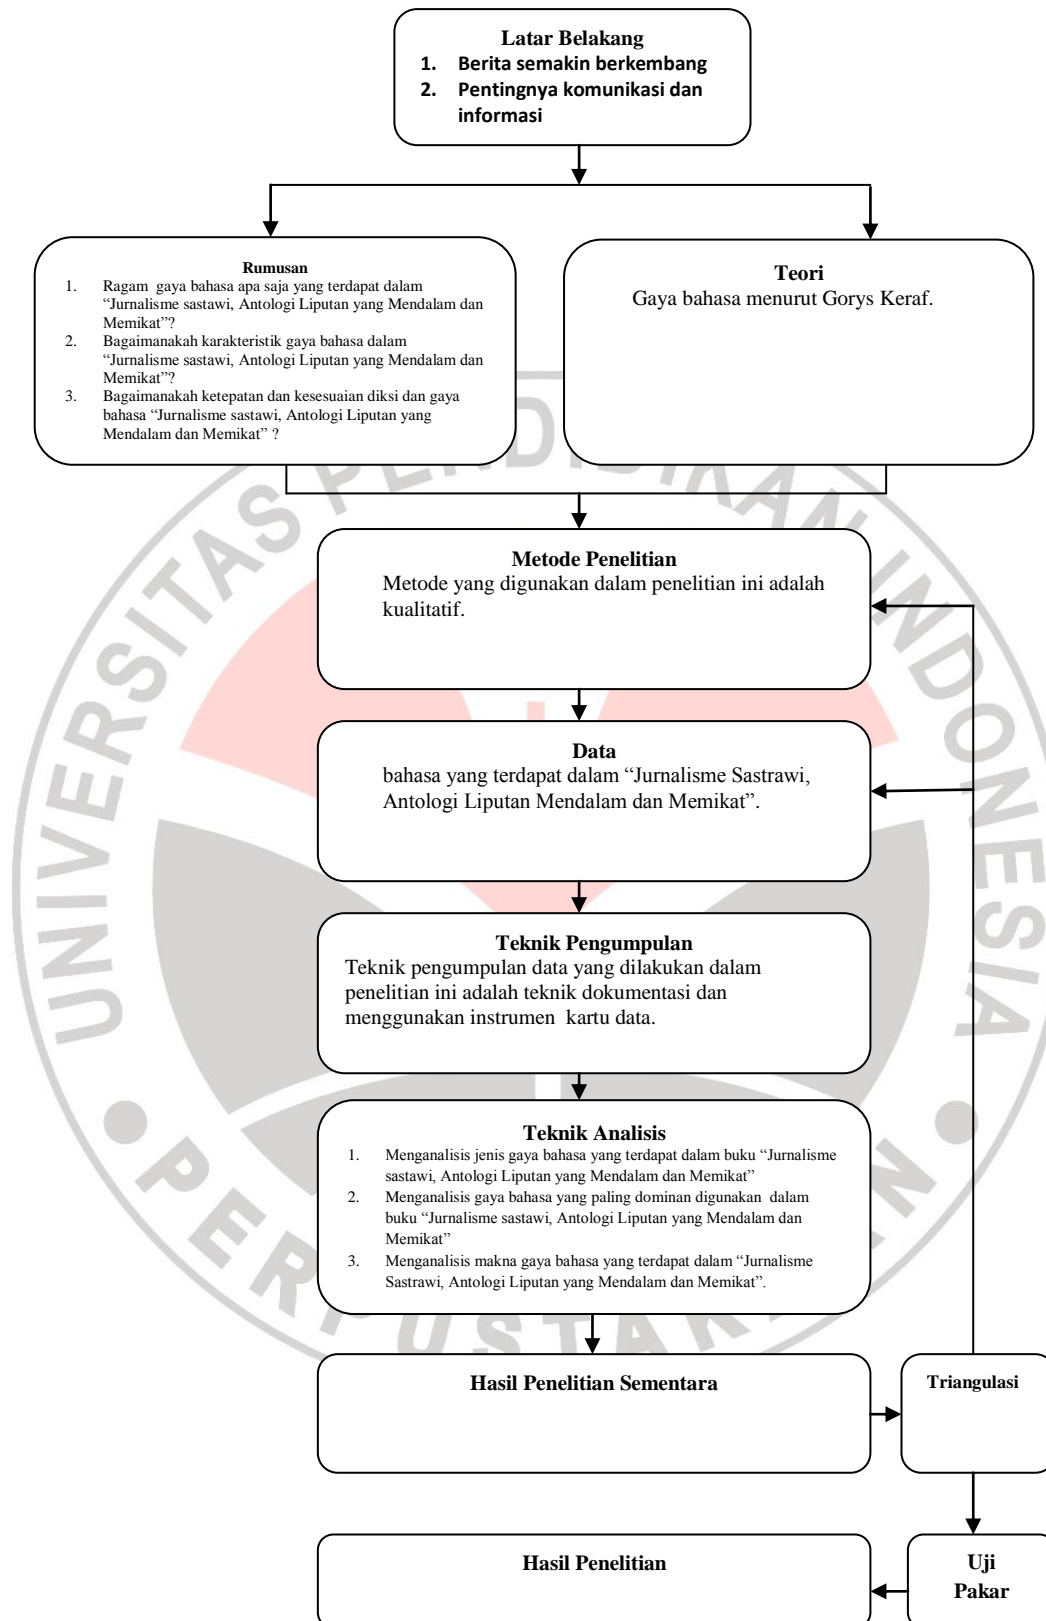 Latar Belakang
1. Berita semakin berkembang
2. Pentingnya komunikasi dan
informasi
Rumusan
1. Ragam gaya bahasa apa saja yang terdapat dalam
“Jurnalisme sastawi, Antologi Liputan yang Mendalam dan
Memikat”?
2. Bagaimanakah karakteristik gaya bahasa dalam
“Jurnalisme sastawi, Antologi Liputan yang Mendalam dan
Memikat”?
3. Bagaimanakah ketepatan dan kesesuaian diksi dan gaya
bahasa “Jurnalisme sastawi, Antologi Liputan yang
Mendalam dan Memikat” ?
Teori
Gaya bahasa menurut Gorys Keraf.
Metode Penelitian
Metode yang digunakan dalam penelitian ini adalah
kualitatif.
Data
bahasa yang terdapat dalam “Jurnalisme Sastrawi,
Antologi Liputan Mendalam dan Memikat”.
Teknik Pengumpulan
Teknik pengumpulan data yang dilakukan dalam
penelitian ini adalah teknik dokumentasi dan
menggunakan instrumen kartu data.
Teknik Analisis
1. Menganalisis jenis gaya bahasa yang terdapat dalam buku “Jurnalisme
sastawi, Antologi Liputan yang Mendalam dan Memikat”
2. Menganalisis gaya bahasa yang paling dominan digunakan dalam
buku “Jurnalisme sastawi, Antologi Liputan yang Mendalam dan
Memikat”
3. Menganalisis makna gaya bahasa yang terdapat dalam “Jurnalisme
Sastrawi, Antologi Liputan yang Mendalam dan Memikat”.
Hasil Penelitian Sementara
Triangulasi
Hasil Penelitian
Uji
Pakar
UNIVERSITAS PENDIDIKAN INDONESIA